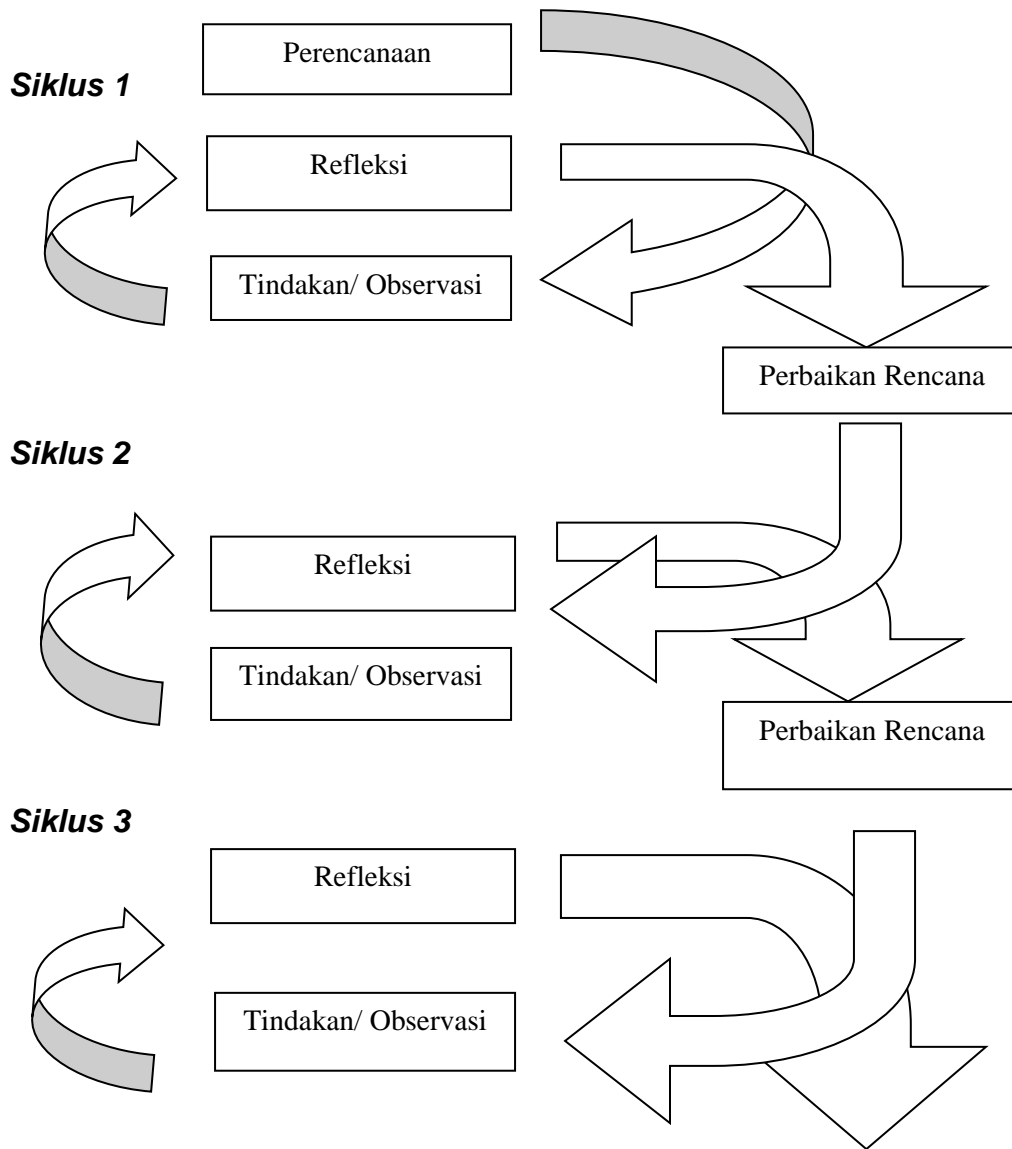 Perencanaan
Siklus 1
Refleksi
Tindakan/ Observasi
Perbaikan Rencana
Siklus 2
Refleksi
Tindakan/ Observasi
Perbaikan Rencana
Siklus 3
Refleksi
Tindakan/ Observasi